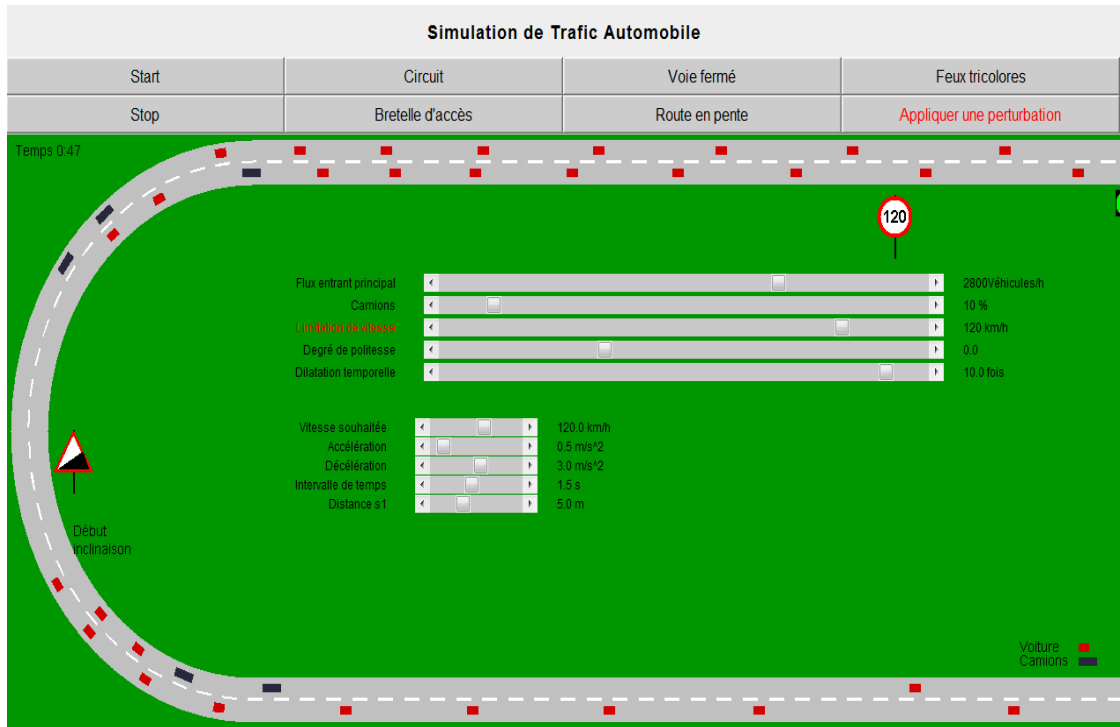 Simulation de Trafic Automobile
Start Circuit Voie fermé Feux tricolores
Stop Bretelle d'accès Route en pente Appliquer une perturbation
Temps 0:47
120
Flux entrant principal 2800Véhicules/h
Camions 10 %
Limitation de vitesse 120 km/h
Degré de politesse 0.0
Dilatation temporelle 10.0 fois
Vitesse souhaitée 120.0 km/h
Accélération 0.5 m/s^2
Décélération 3.0 m/s^2
Intervalle de temps 1.5 s
Distance s1 5.0 m
Début
inclinaison
Voiture
Camions